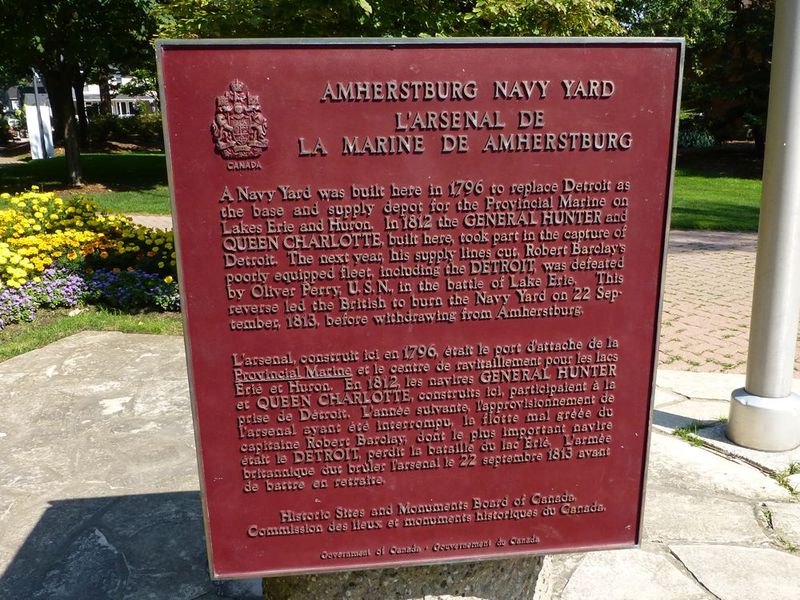 CANADA
AMHERSTBURG NAVY YARD
L'ARSENAL DE
LA MARINE DE AMHERSTBURG
A Navy Yard was built here in 1796 to replace Detroit as
the base and supply depot for the Provincial Marine on
Lakes Erie and Huron. In 1812 the GENERAL HUNTER and
QUEEN CHARLOTTE, built here, took part in the capture of
Detroit. The next year, his supply lines cut, Robert Barclay's
poorly equipped fleet, including the DETROIT, was defeated
by Oliver Perry, U.S.N., in the battle of Lake Erie. This
reverse led the British to burn the Navy Yard on 22 Sep-
tember, 1813, before withdrawing from Amherstburg.
L'arsenal, construit ici en 1796, était le port d'attache de la
Provincial Marine et le centre de ravitaillement pour les lacs
Érié et Huron. En 1812, les navires GENERAL HUNTER
et QUEEN CHARLOTTE, construits ici, participaient à la
prise de Détroit. L'année suivante, l'approvisionnement de
l'arsenal ayant été interrompu, la flotte mal gréée du
capitaine Robert Barclay, dont le plus important navire
était le DETROIT, perdit la bataille du lac Érié. L'armée
britannique dut brûler l'arsenal le 22 septembre 1813 avant
de battre en retraite.
Historic Sites and Monuments Board of Canada.
Commission des lieux et monuments historiques du Canada.
Government of Canada · Gouvernement du Canada